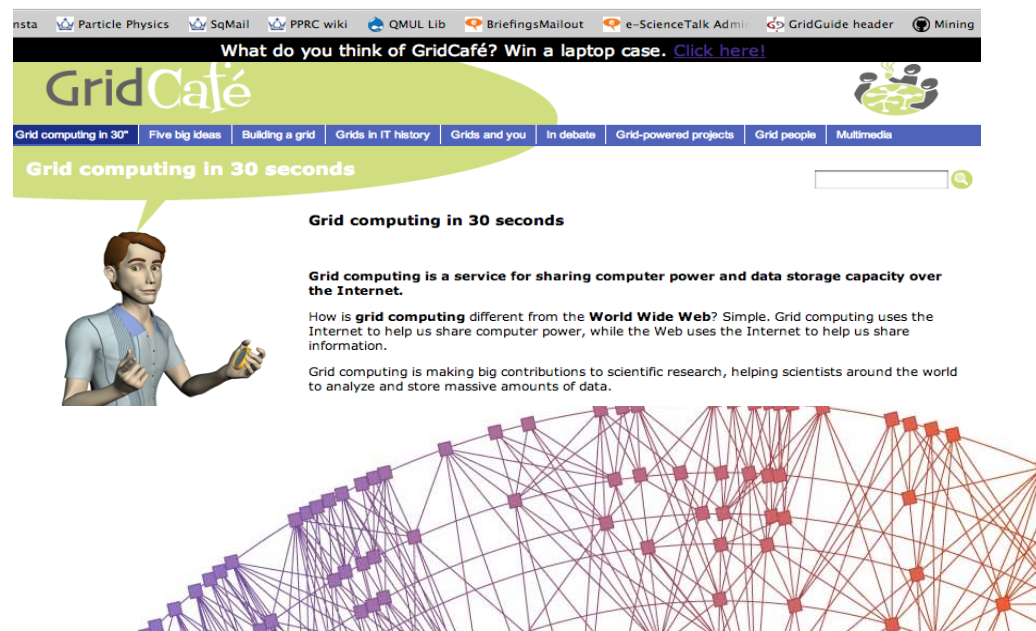 nsta Particle Physics SqMail PPRC wiki QMUL Lib BriefingsMailout e-ScienceTalk Admi GridGuide header Mining
What do you think of GridCafé? Win a laptop case. Click here!
GridCafé
Grid computing in 30" Five big ideas Building a grid Grids in IT history Grids and you In debate Grid-powered projects Grid people Multimedia
Grid computing in 30 seconds
Grid computing in 30 seconds
Grid computing is a service for sharing computer power and data storage capacity over
the Internet.
How is grid computing different from the World Wide Web? Simple. Grid computing uses the
Internet to help us share computer power, while the Web uses the Internet to help us share
information.
Grid computing is making big contributions to scientific research, helping scientists around the world
to analyze and store massive amounts of data.